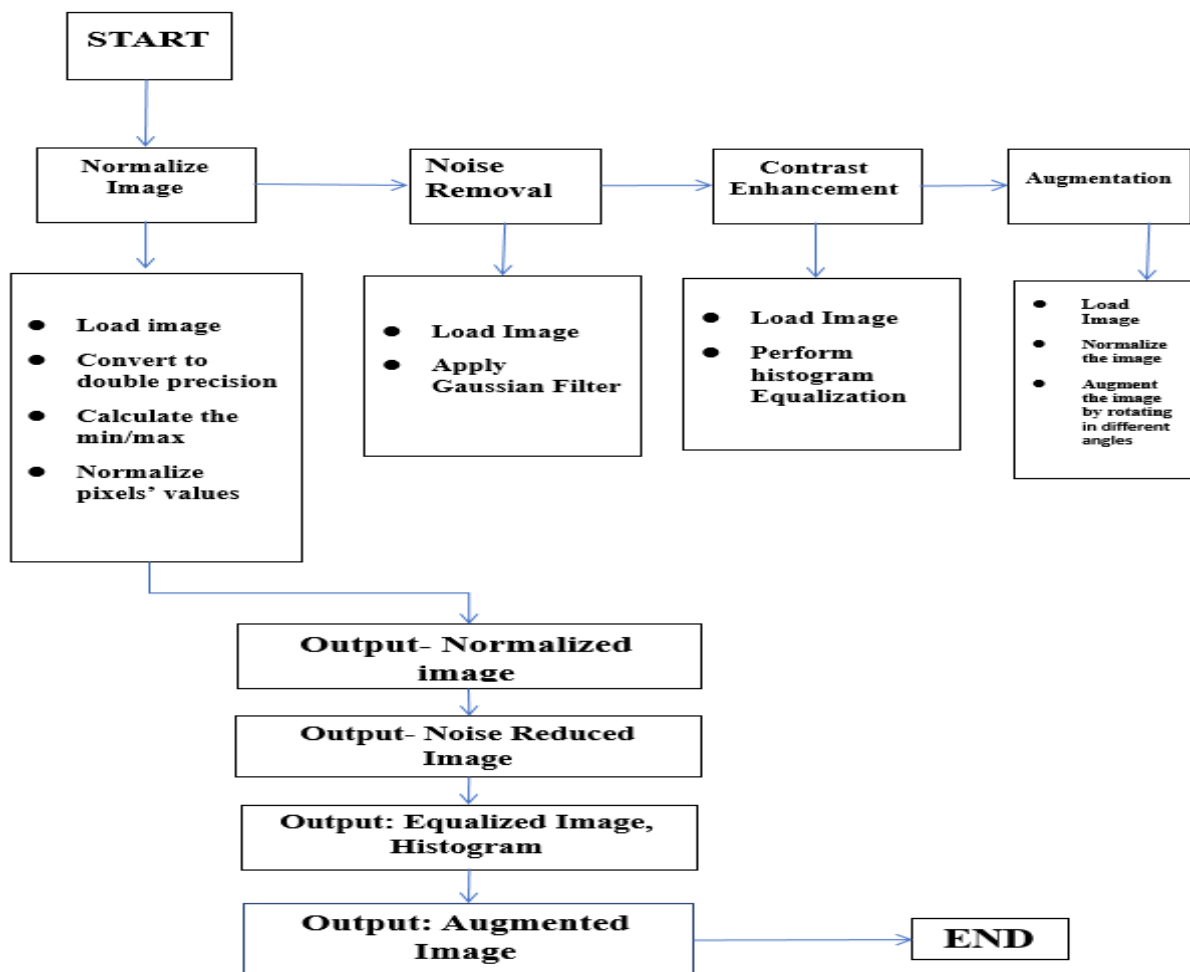 START
Normalize
Image
Noise
Removal
Contrast
Enhancement
Augmentation
● Load image
● Convert to
double precision
● Calculate the
min/max
● Normalize
pixels’ values
● Load Image
● Apply
Gaussian Filter
● Load Image
● Perform
histogram
Equalization
● Load
Image
● Normalize
the image
● Augment
the image
by rotating
in different
angles
Output- Normalized
image
Output- Noise Reduced
Image
Output: Equalized Image,
Histogram
Output: Augmented
Image
END